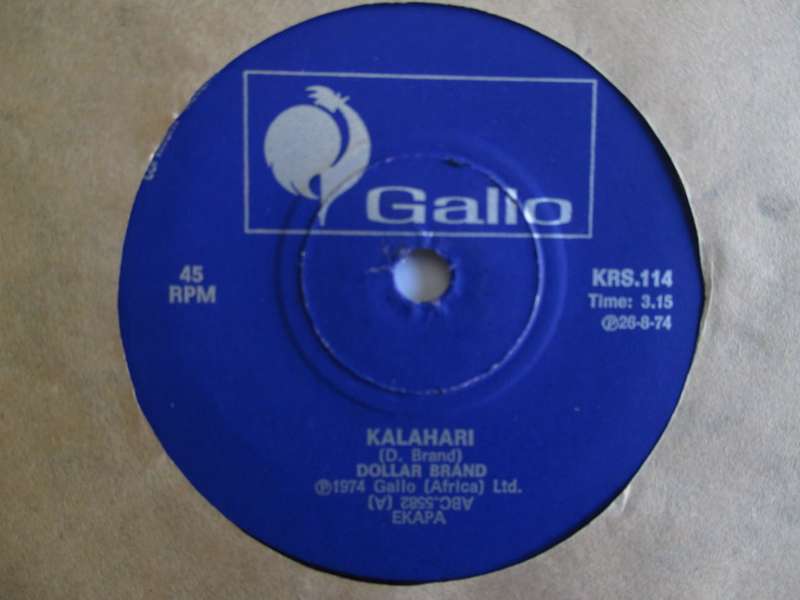 Gallo
45
RPM
KRS.114
Time: 3.15
℗26-8-74
KALAHARI
(D. Brand)
DOLLAR BRAND
℗1974 Gallo (Africa) Ltd.
ABC.5582 (A)
EKAPA